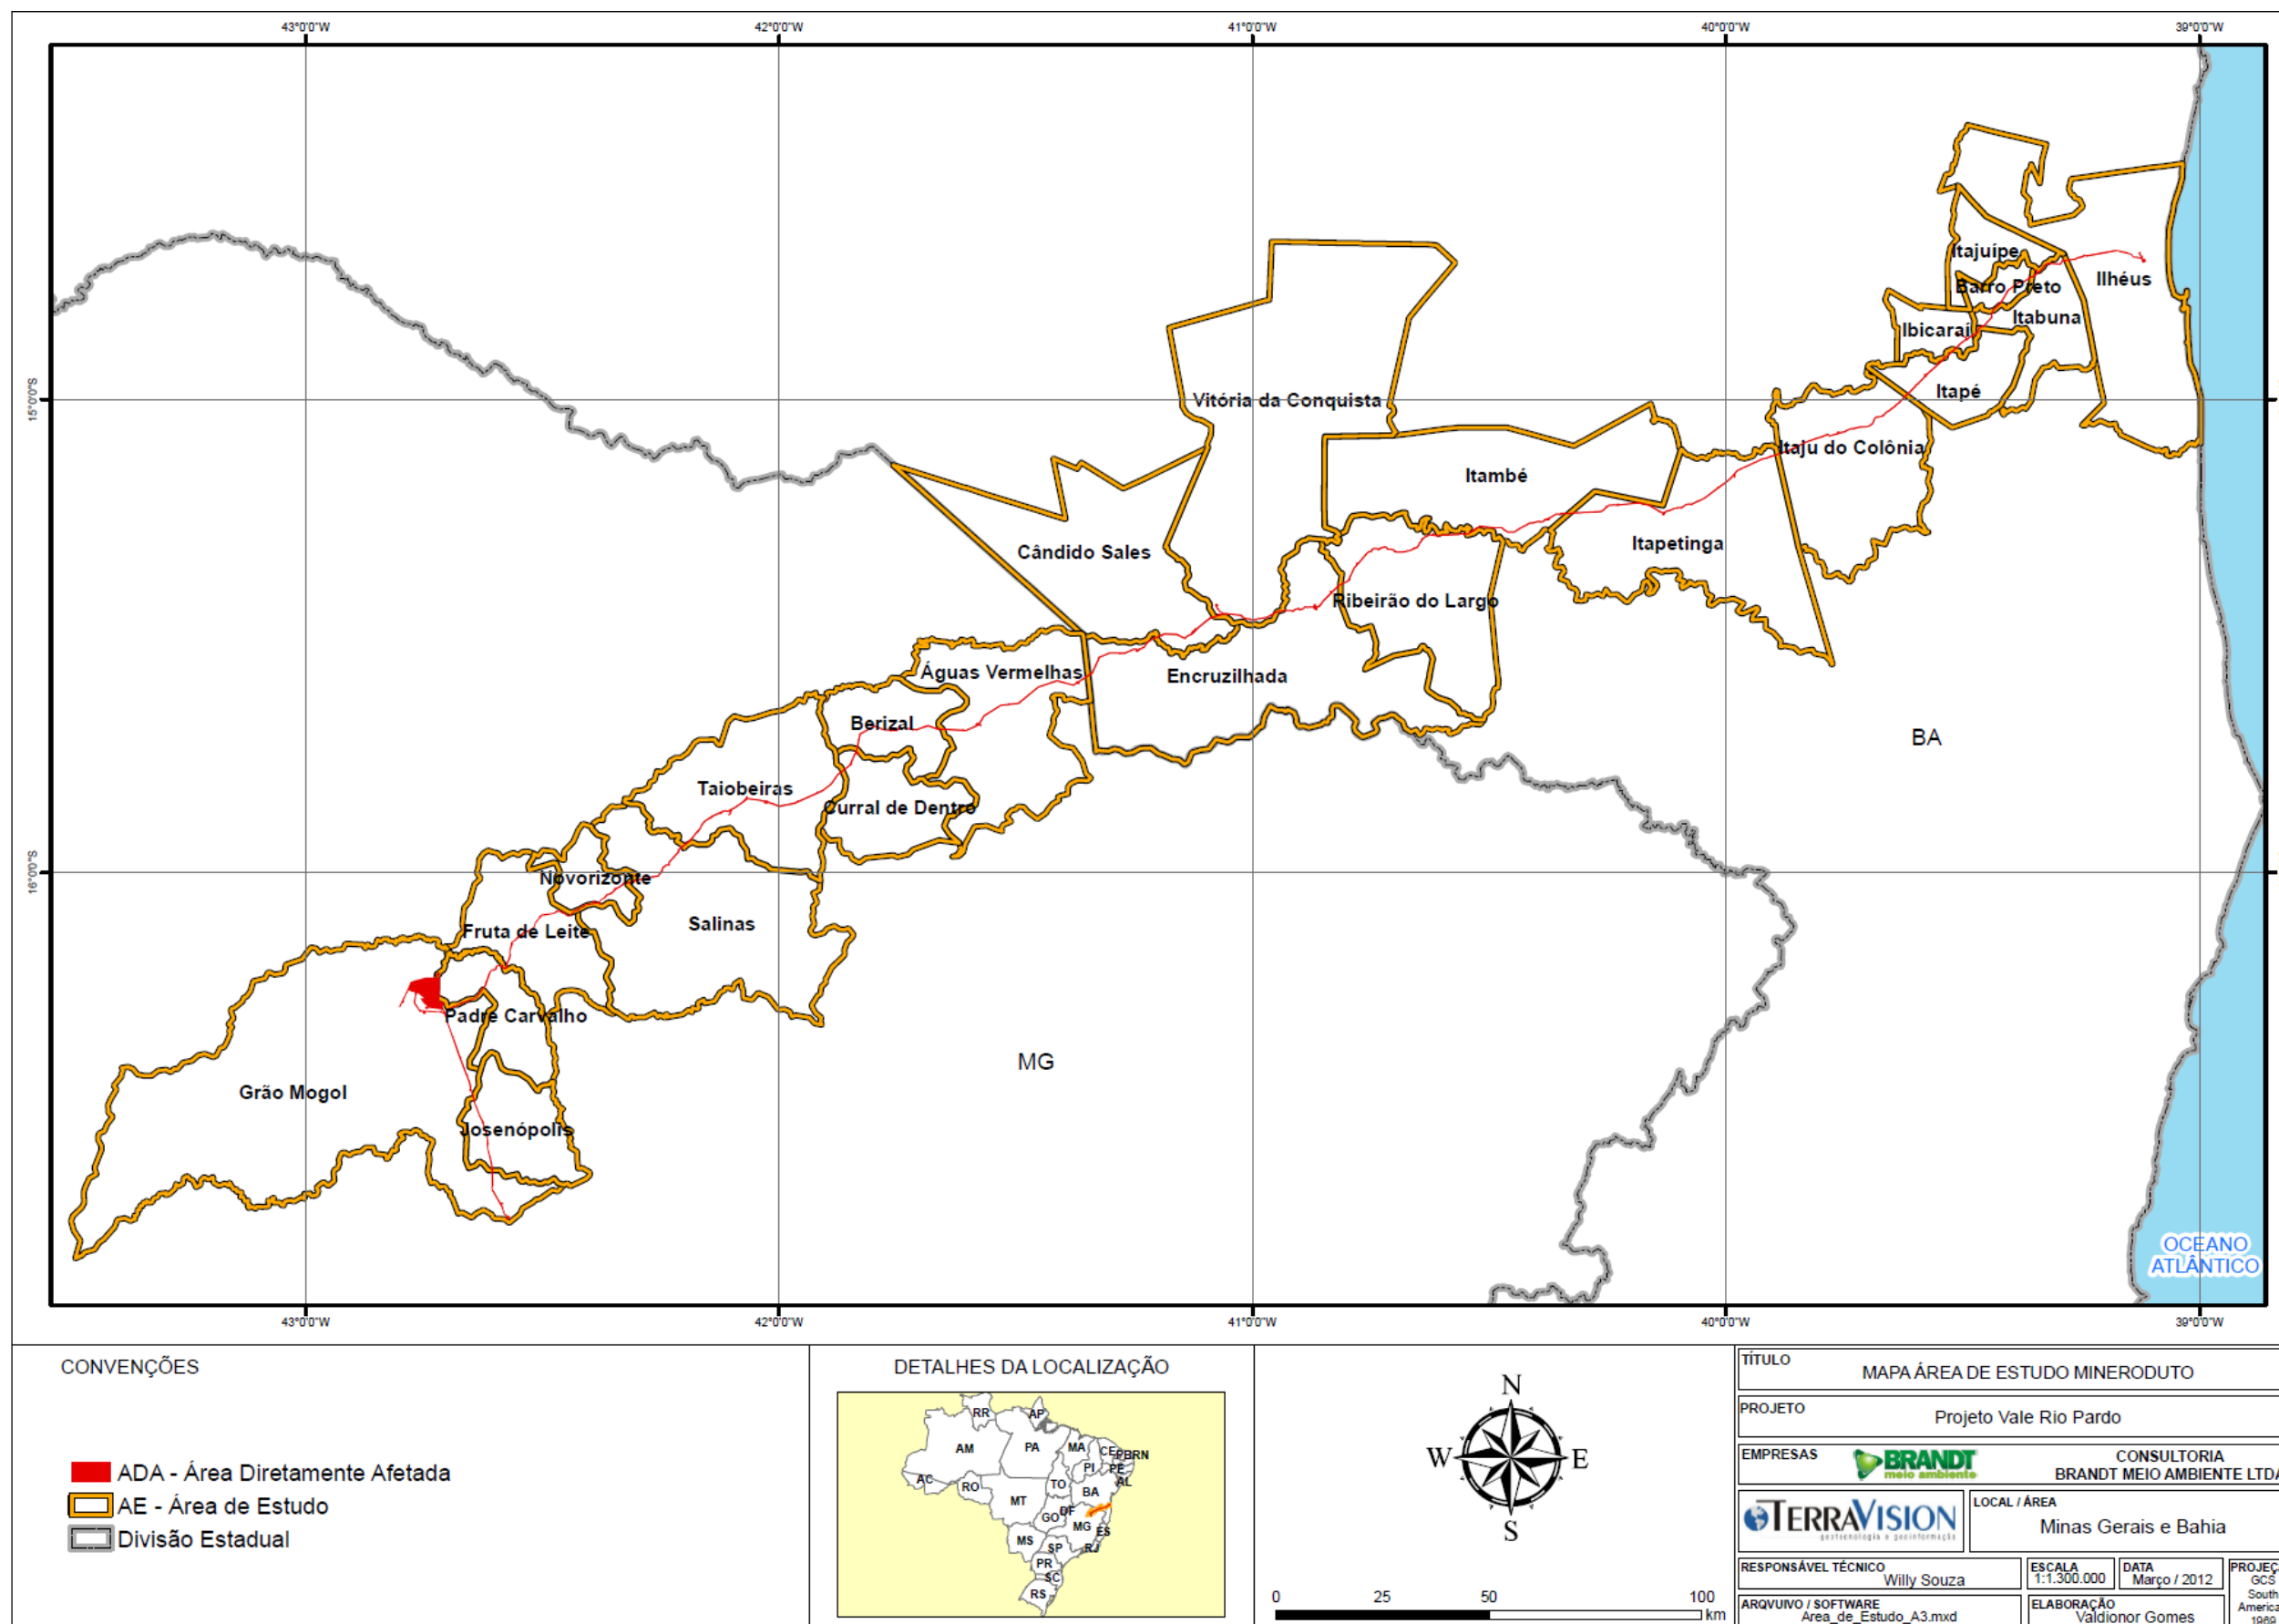 43°0'0"W 42°0'0"W 41°0'0"W 40°0'0"W 39°0'0"W
Itajuípe
Ilhéus
Barro Preto
Itabuna
Ibicaraí
15°0'0"S
Itapé
Vitória da Conquista
Itaju do Colônia
Itambé
Itapetinga
Cândido Sales
Ribeirão do Largo
Águas Vermelhas
Encruzilhada
Berizal
BA
Taiobeiras
Curral de Dentro
16°0'0"S
Novorizonte
Salinas
Fruta de Leite
Padre Carvalho
MG
Grão Mogol
Josenópolis
OCEANO
ATLÂNTICO
43°0'0"W 42°0'0"W 41°0'0"W 40°0'0"W 39°0'0"W
CONVENÇÕES
ADA - Área Diretamente Afetada
AE - Área de Estudo
Divisão Estadual
DETALHES DA LOCALIZAÇÃO
RR
AP
AM
PA
MA
CE
RN
PB
PI
PE
AC
AL
RO
TO
BA
MT
DF
GO
MG
ES
MS
SP
RJ
PR
SC
RS
N
W E
S
0 25 50 100
km
TÍTULO
MAPA ÁREA DE ESTUDO MINERODUTO
PROJETO
Projeto Vale Rio Pardo
EMPRESAS
BRANDT
meio ambiente
CONSULTORIA
BRANDT MEIO AMBIENTE LTDA
TERRAVISION
geotecnologia e geoinformação
LOCAL / ÁREA
Minas Gerais e Bahia
RESPONSÁVEL TÉCNICO
Willy Souza
ESCALA
1:1.300.000
DATA
Março / 2012
PROJEÇ
GCS
South
America
1969
ARQVUIVO / SOFTWARE
Area_de_Estudo_A3.mxd
ELABORAÇÃO
Valdionor Gomes